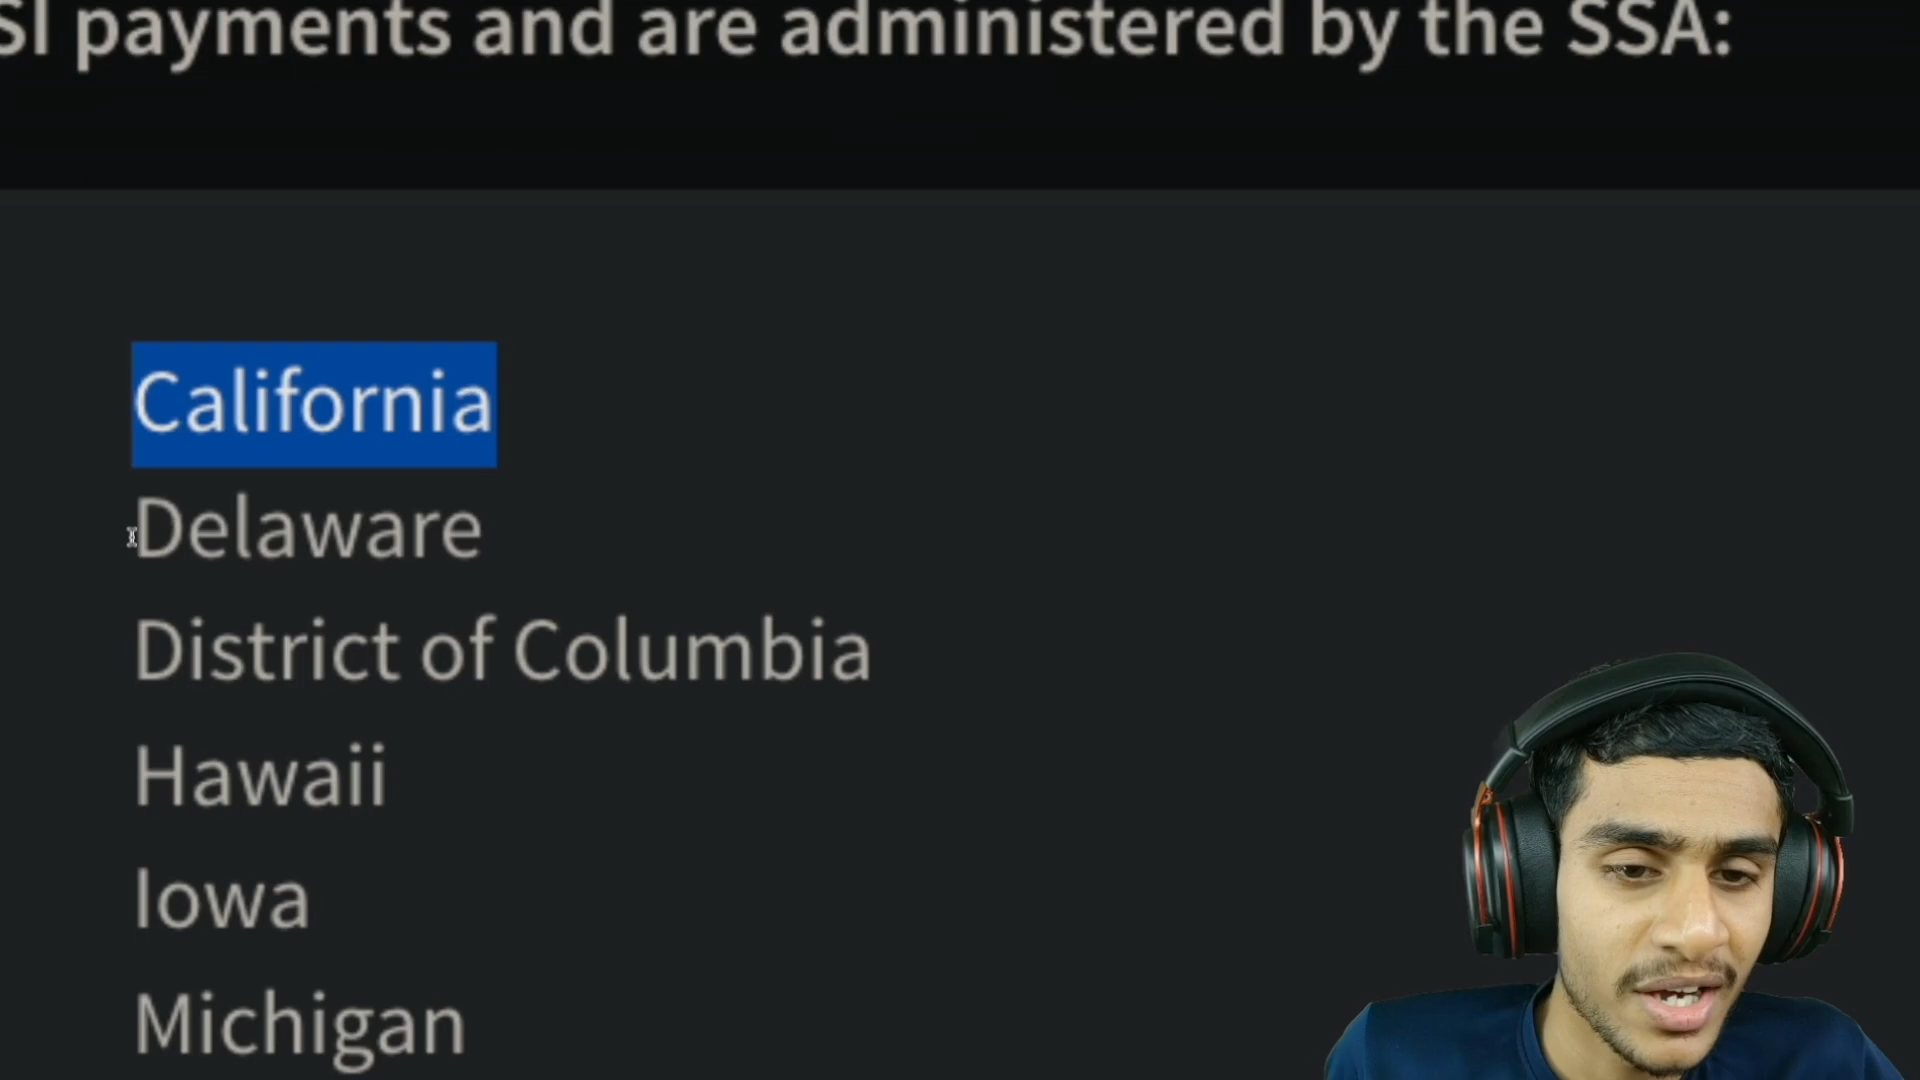 SI payments and are administered by the SSA:
California
Delaware
District of Columbia
Hawaii
Iowa
Michigan